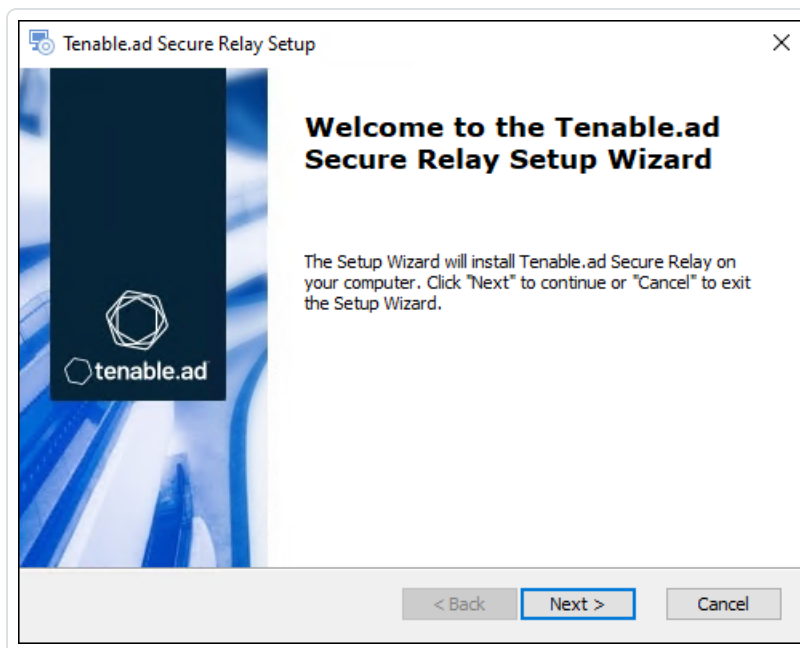 Tenable.ad Secure Relay Setup
Welcome to the Tenable.ad
Secure Relay Setup Wizard
The Setup Wizard will install Tenable.ad Secure Relay on
your computer. Click "Next" to continue or "Cancel" to exit
the Setup Wizard.
tenable.ad
< Back
Next >
Cancel